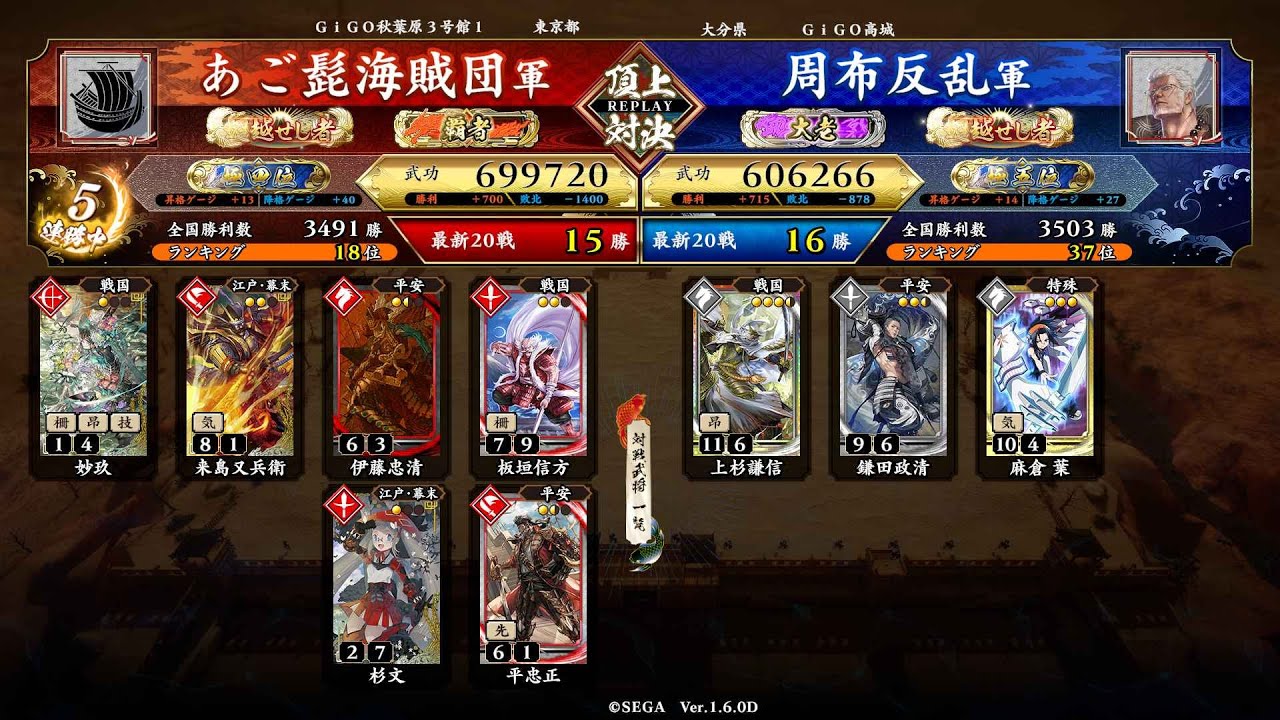 GiGO秋葉原3号館1 東京都 大分県 GiGO高城
あご髭海賊団軍
頂上
REPLAY
対決
周布反乱軍
越せし者 覇者 大老 越せし者
四位 武功 699720 武功 606266 五位
昇格ゲージ +13 降格ゲージ +40 勝利 +700 敗北 -1400 勝利 +715 敗北 -878 昇格ゲージ +14 降格ゲージ +27
5
連勝中
全国勝利数 3491勝 最新20戦 15勝 最新20戦 16勝 全国勝利数 3503勝
ランキング 18位 ランキング 37位
戦国 江戸・幕末 平安 戦国 戦国 平安 特殊
柵 昂 技 気 柵 昂 気
1 4 8 1 6 3 7 9 11 6 9 6 10 4
妙玖 来島又兵衛 伊藤忠清 板垣信方 上杉謙信 鎌田政清 麻倉 葉
対戦武将一覧
江戸・幕末 平安
先
2 7 6 1
杉文 平忠正
©SEGA Ver.1.6.0D